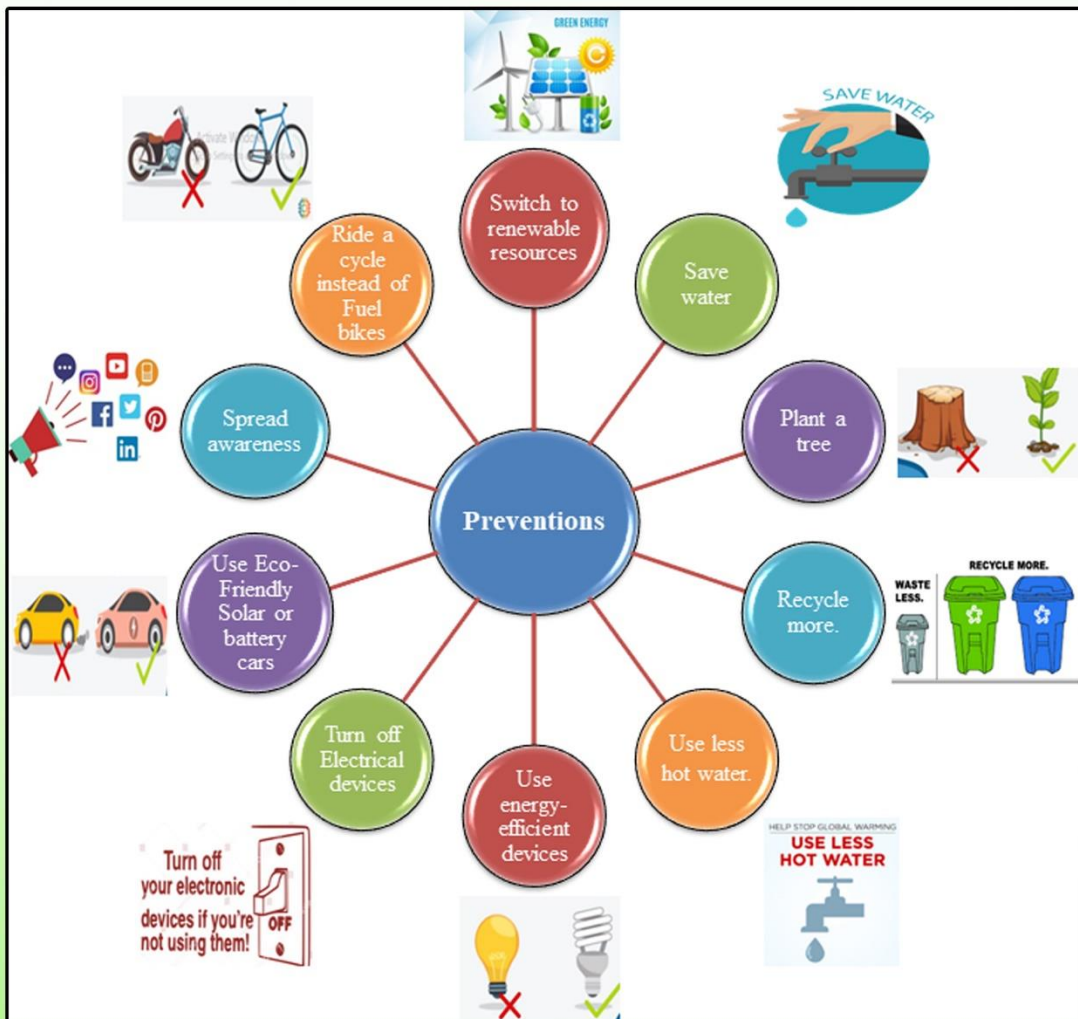 GREEN ENERGY
SAVE WATER
Activate Windo
Switch to
renewable
resources
Ride a
cycle
instead of
Fuel
bikes
Save
water
Spread
awareness
Plant a
tree
Preventions
Use Eco-
Friendly
Solar or
battery
cars
Recycle
more.
WASTE
LESS.
RECYCLE MORE.
Turn off
Electrical
devices
Use
energy-
efficient
devices
Use less
hot water.
Turn off
your electronic
devices if you're
not using them!
OFF
HELP STOP GLOBAL WARMING
USE LESS
HOT WATER